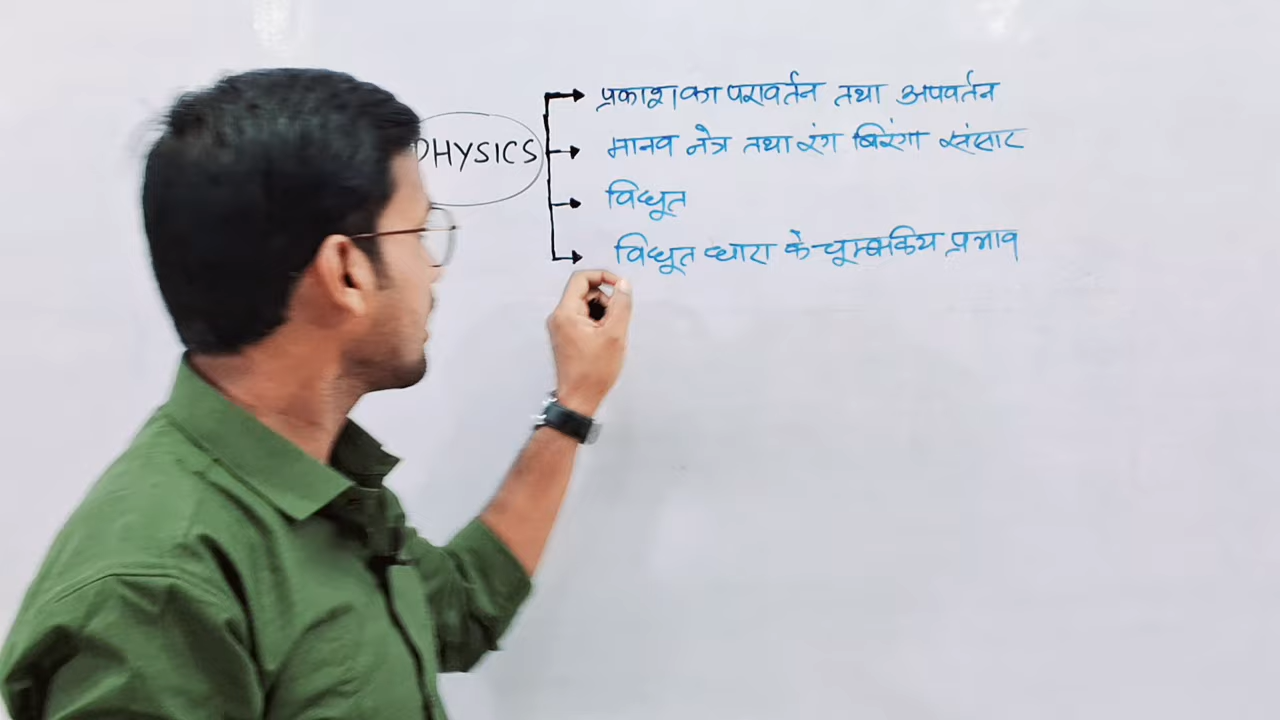 PHYSICS
प्रकाश का परावर्तन तथा अपवर्तन
मानव नेत्र तथा रंग बिरंगा संसार
विधूत
विधूत धारा के चूम्बकिय प्रभाव